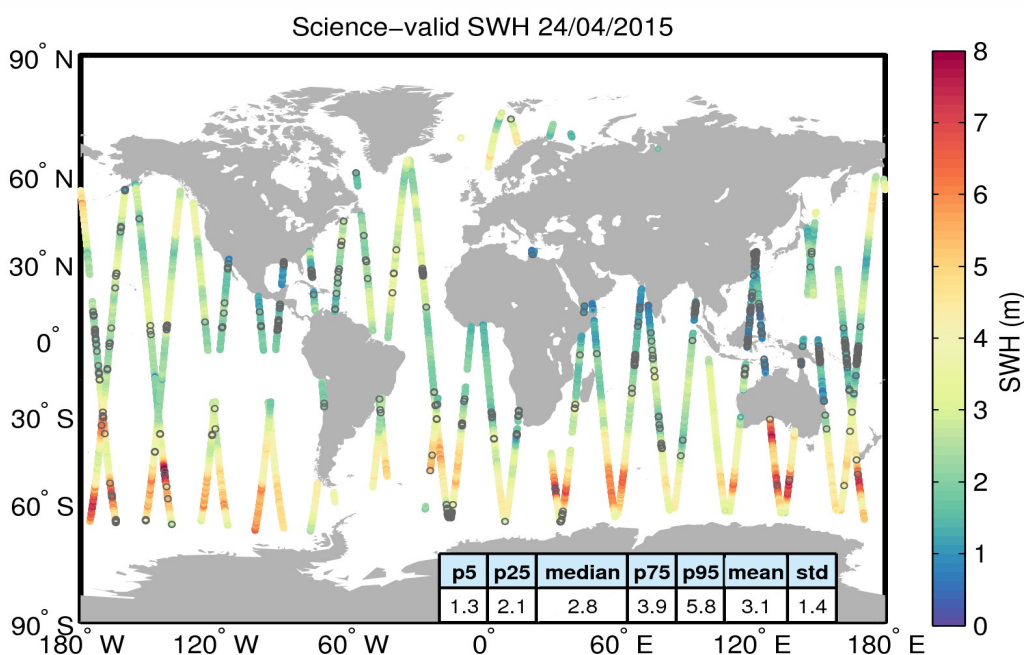 Science−valid SWH 24/04/2015
90° N
60° N
30° N
0°
30° S
60° S
90° S
180° W
120° W
60° W
0°
60° E
120° E
180° E
p5 p25 median p75 p95 mean std
1.3 2.1 2.8 3.9 5.8 3.1 1.4
8
7
6
5
4
3
2
1
0
SWH (m)